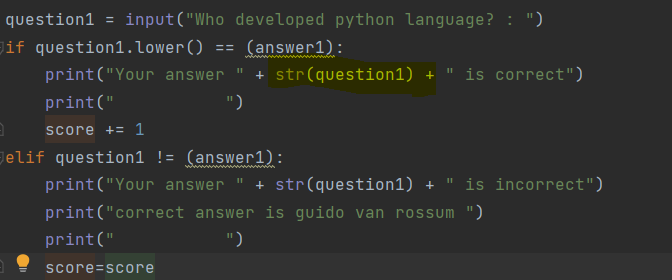 question1 = input("Who developed python language? : ")
if question1.lower() == (answer1):
    print("Your answer " + str(question1) + " is correct")
    print("           ")
    score += 1
elif question1 != (answer1):
    print("Your answer " + str(question1) + " is incorrect")
    print("correct answer is guido van rossum ")
    print("           ")
    score=score